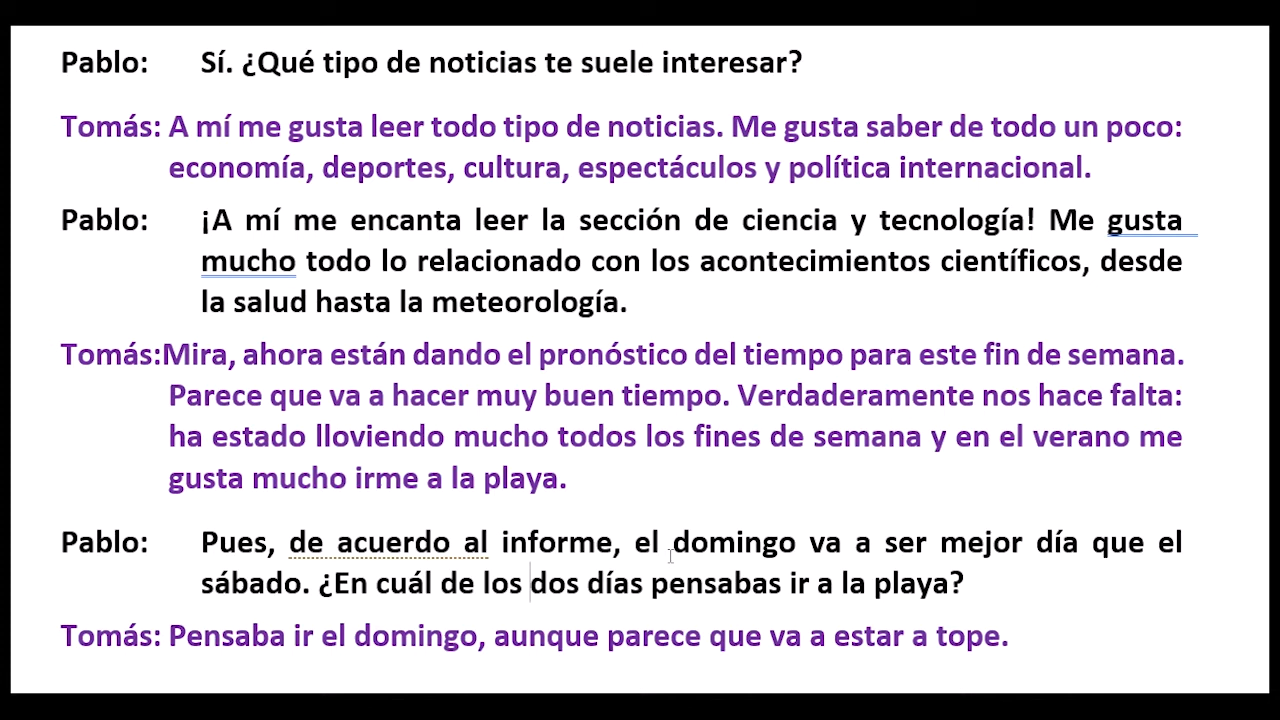 Pablo: Sí. ¿Qué tipo de noticias te suele interesar?
Tomás: A mí me gusta leer todo tipo de noticias. Me gusta saber de todo un poco:
economía, deportes, cultura, espectáculos y política internacional.
Pablo: ¡A mí me encanta leer la sección de ciencia y tecnología! Me gusta
mucho todo lo relacionado con los acontecimientos científicos, desde
la salud hasta la meteorología.
Tomás:Mira, ahora están dando el pronóstico del tiempo para este fin de semana.
Parece que va a hacer muy buen tiempo. Verdaderamente nos hace falta:
ha estado lloviendo mucho todos los fines de semana y en el verano me
gusta mucho irme a la playa.
Pablo: Pues, de acuerdo al informe, el domingo va a ser mejor día que el
sábado. ¿En cuál de los dos días pensabas ir a la playa?
Tomás: Pensaba ir el domingo, aunque parece que va a estar a tope.